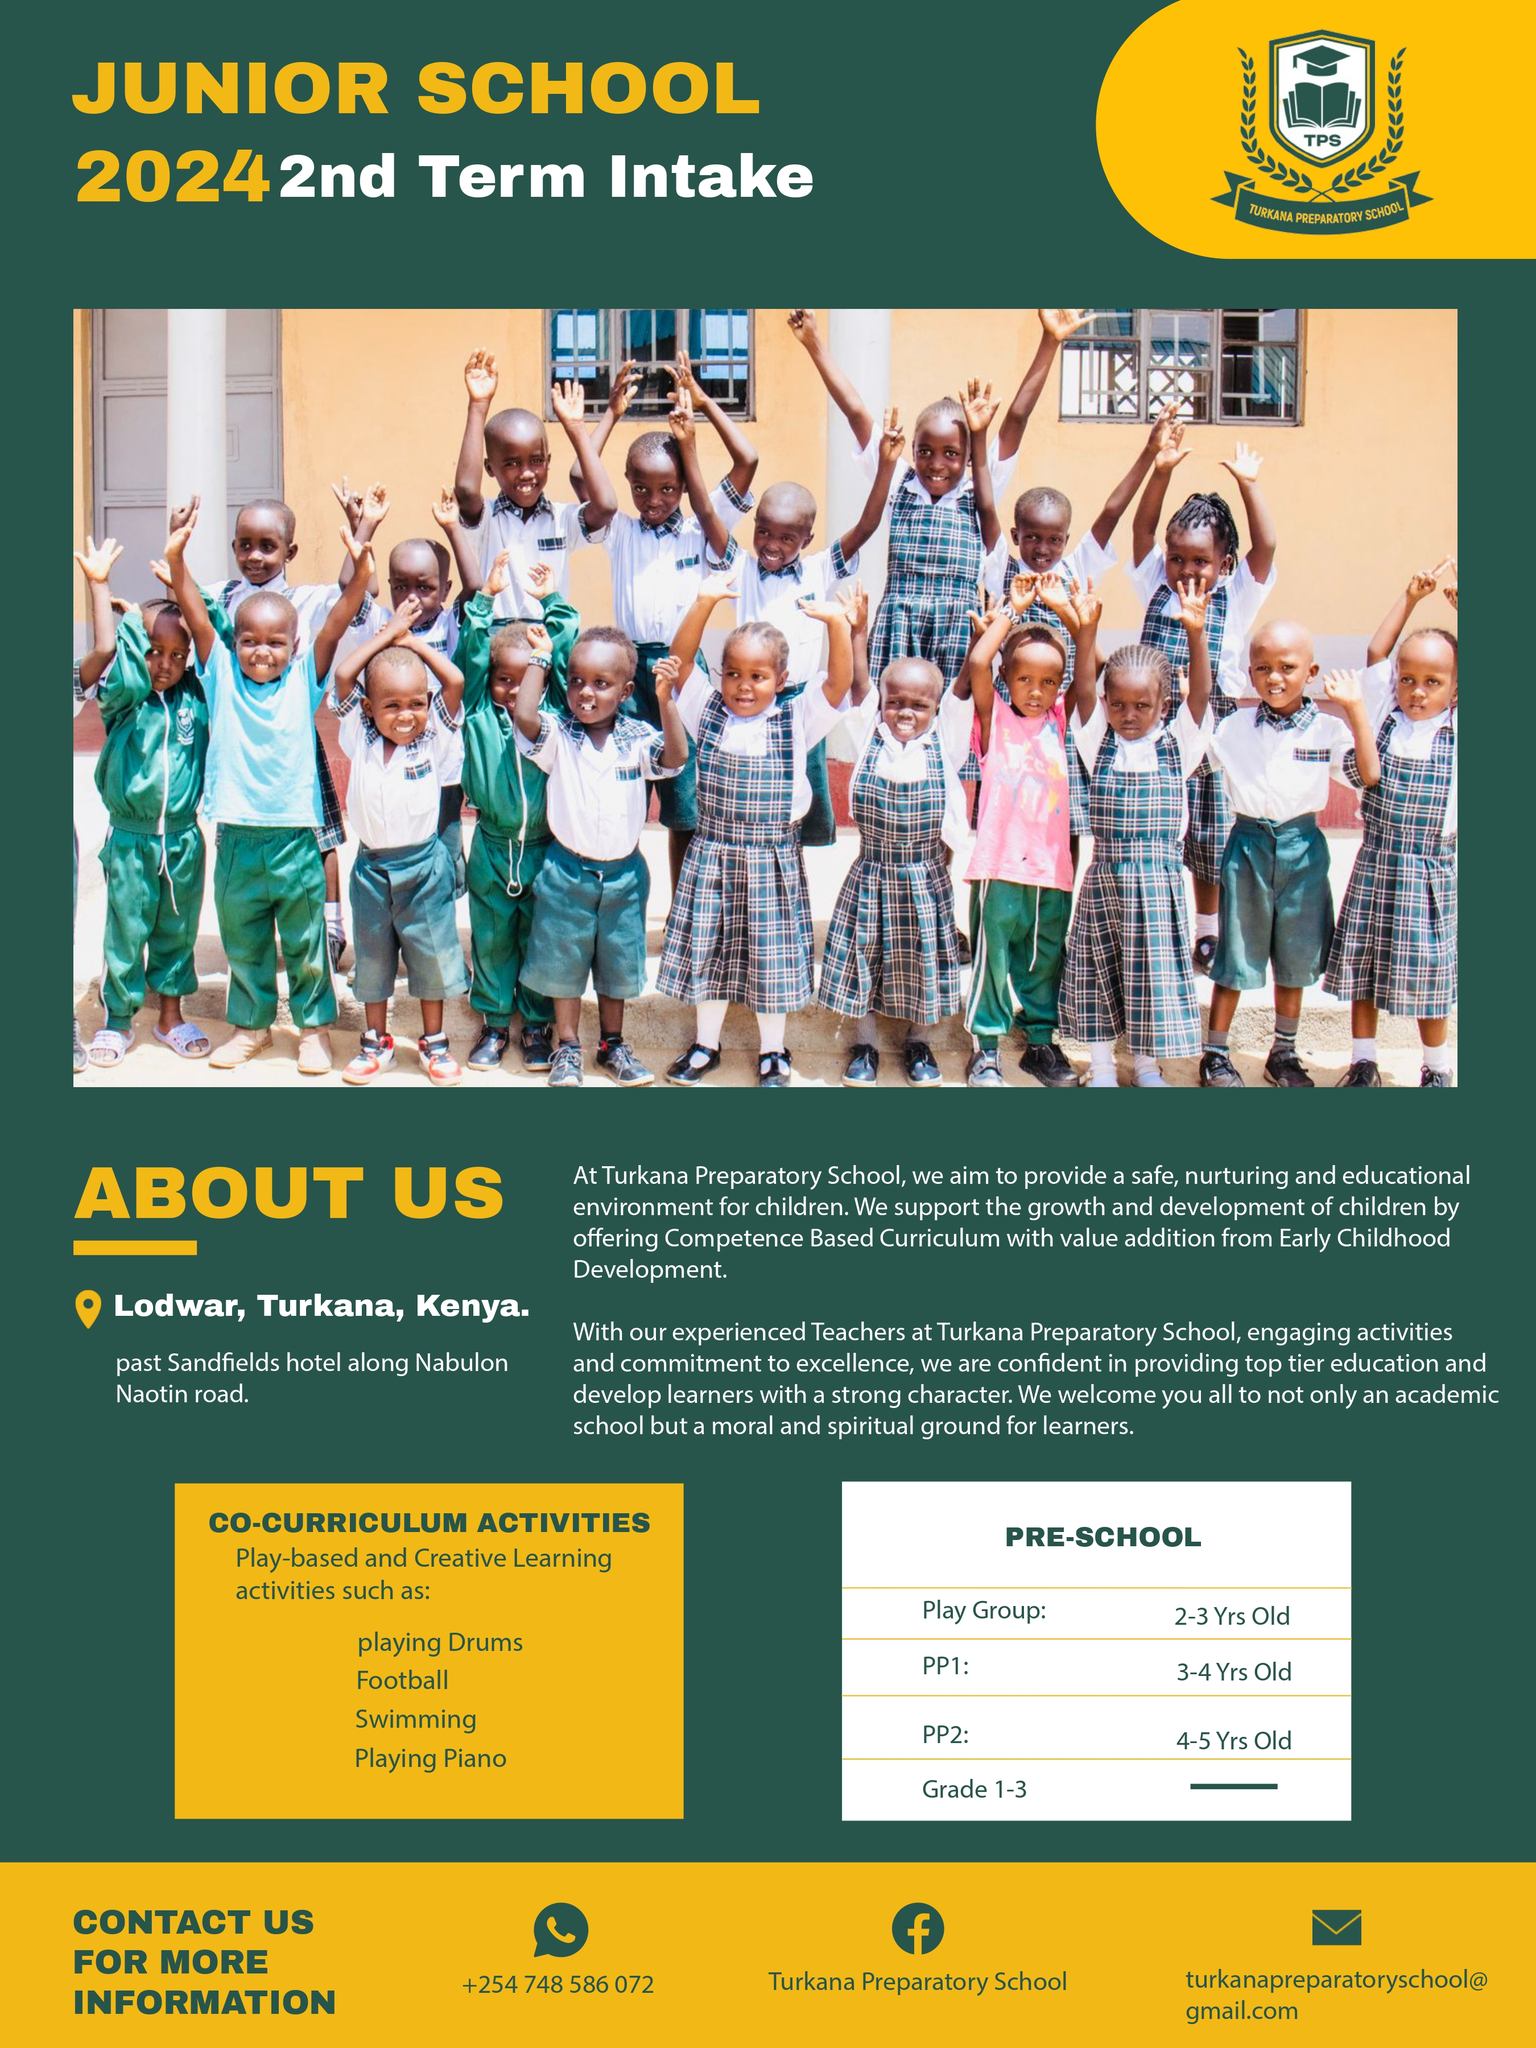 JUNIOR SCHOOL
2024 2nd Term Intake
TPS
TURKANA PREPARATORY SCHOOL
ABOUT US
Lodwar, Turkana, Kenya.
past Sandfields hotel along Nabulon
Naotin road.
At Turkana Preparatory School, we aim to provide a safe, nurturing and educational
environment for children. We support the growth and development of children by
offering Competence Based Curriculum with value addition from Early Childhood
Development.
With our experienced Teachers at Turkana Preparatory School, engaging activities
and commitment to excellence, we are confident in providing top tier education and
develop learners with a strong character. We welcome you all to not only an academic
school but a moral and spiritual ground for learners.
CO-CURRICULUM ACTIVITIES
Play-based and Creative Learning
activities such as:
playing Drums
Football
Swimming
Playing Piano
PRE-SCHOOL
Play Group: 2-3 Yrs Old
PP1: 3-4 Yrs Old
PP2: 4-5 Yrs Old
Grade 1-3
CONTACT US
FOR MORE
INFORMATION
+254 748 586 072
Turkana Preparatory School
turkanapreparatoryschool@
gmail.com